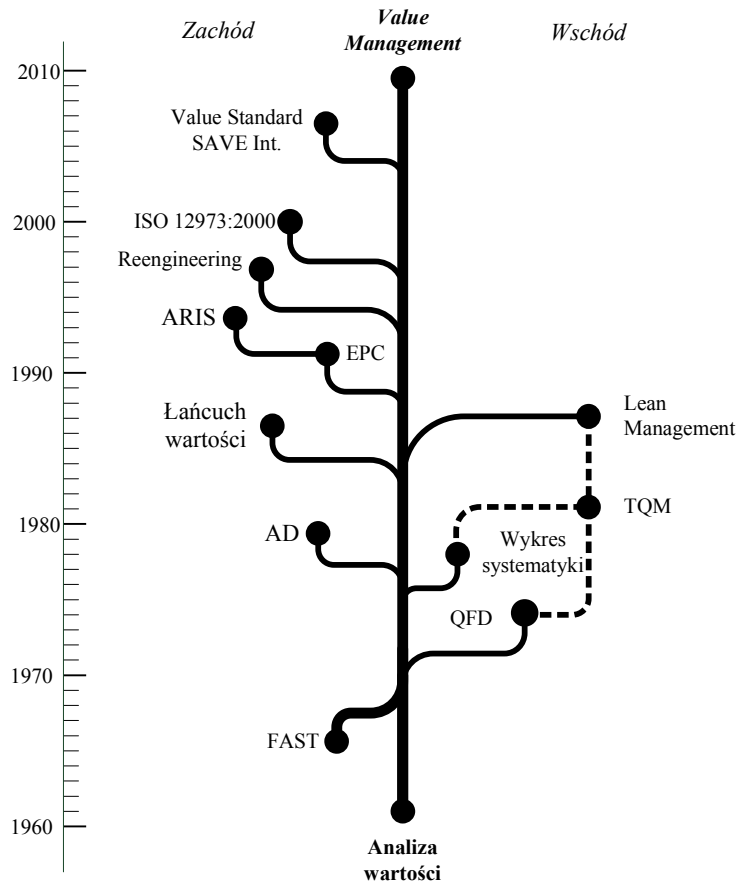 Zachód
Value
Management
Wschód
2010
Value Standard
SAVE Int.
2000
ISO 12973:2000
Reengineering
ARIS
EPC
1990
Łańcuch
wartości
Lean
Management
1980
AD
TQM
Wykres
systematyki
QFD
1970
FAST
1960
Analiza
wartości